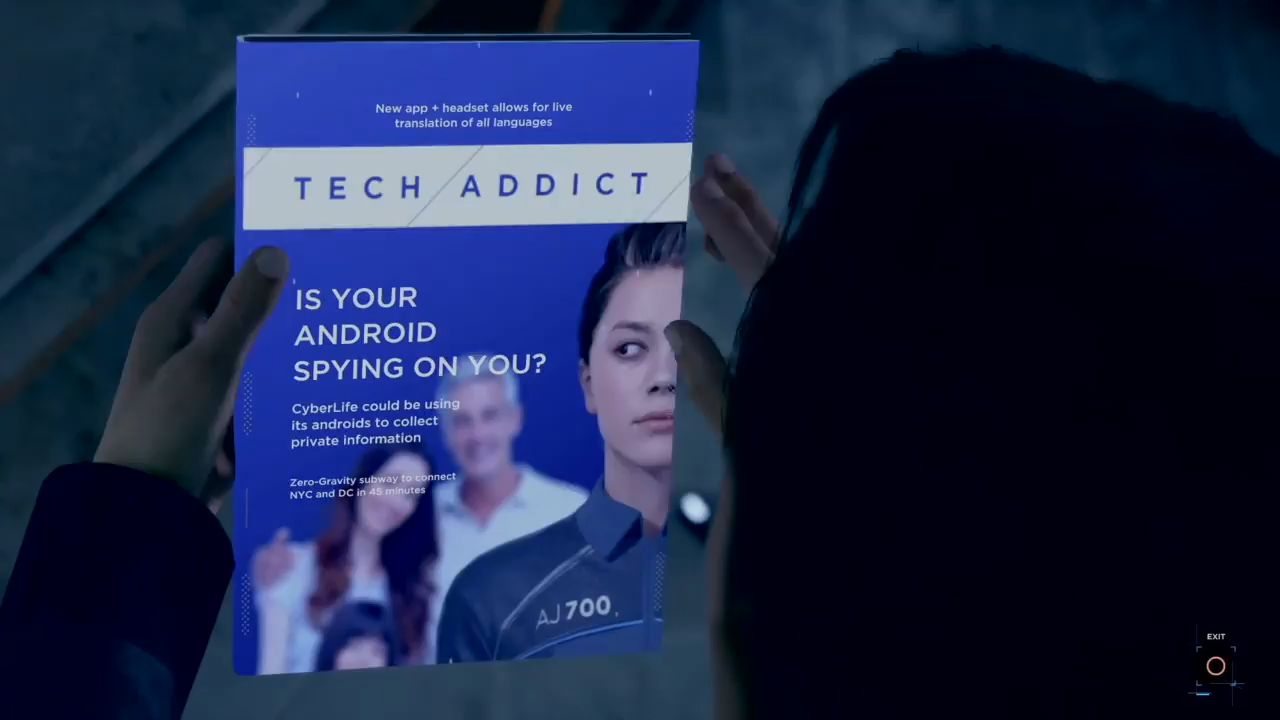 New app + headset allows for live
translation of all languages
TECH ADDICT
IS YOUR
ANDROID
SPYING ON YOU?
CyberLife could be using
its androids to collect
private information
Zero-Gravity subway to connect
NYC and DC in 45 minutes
AJ700
EXIT